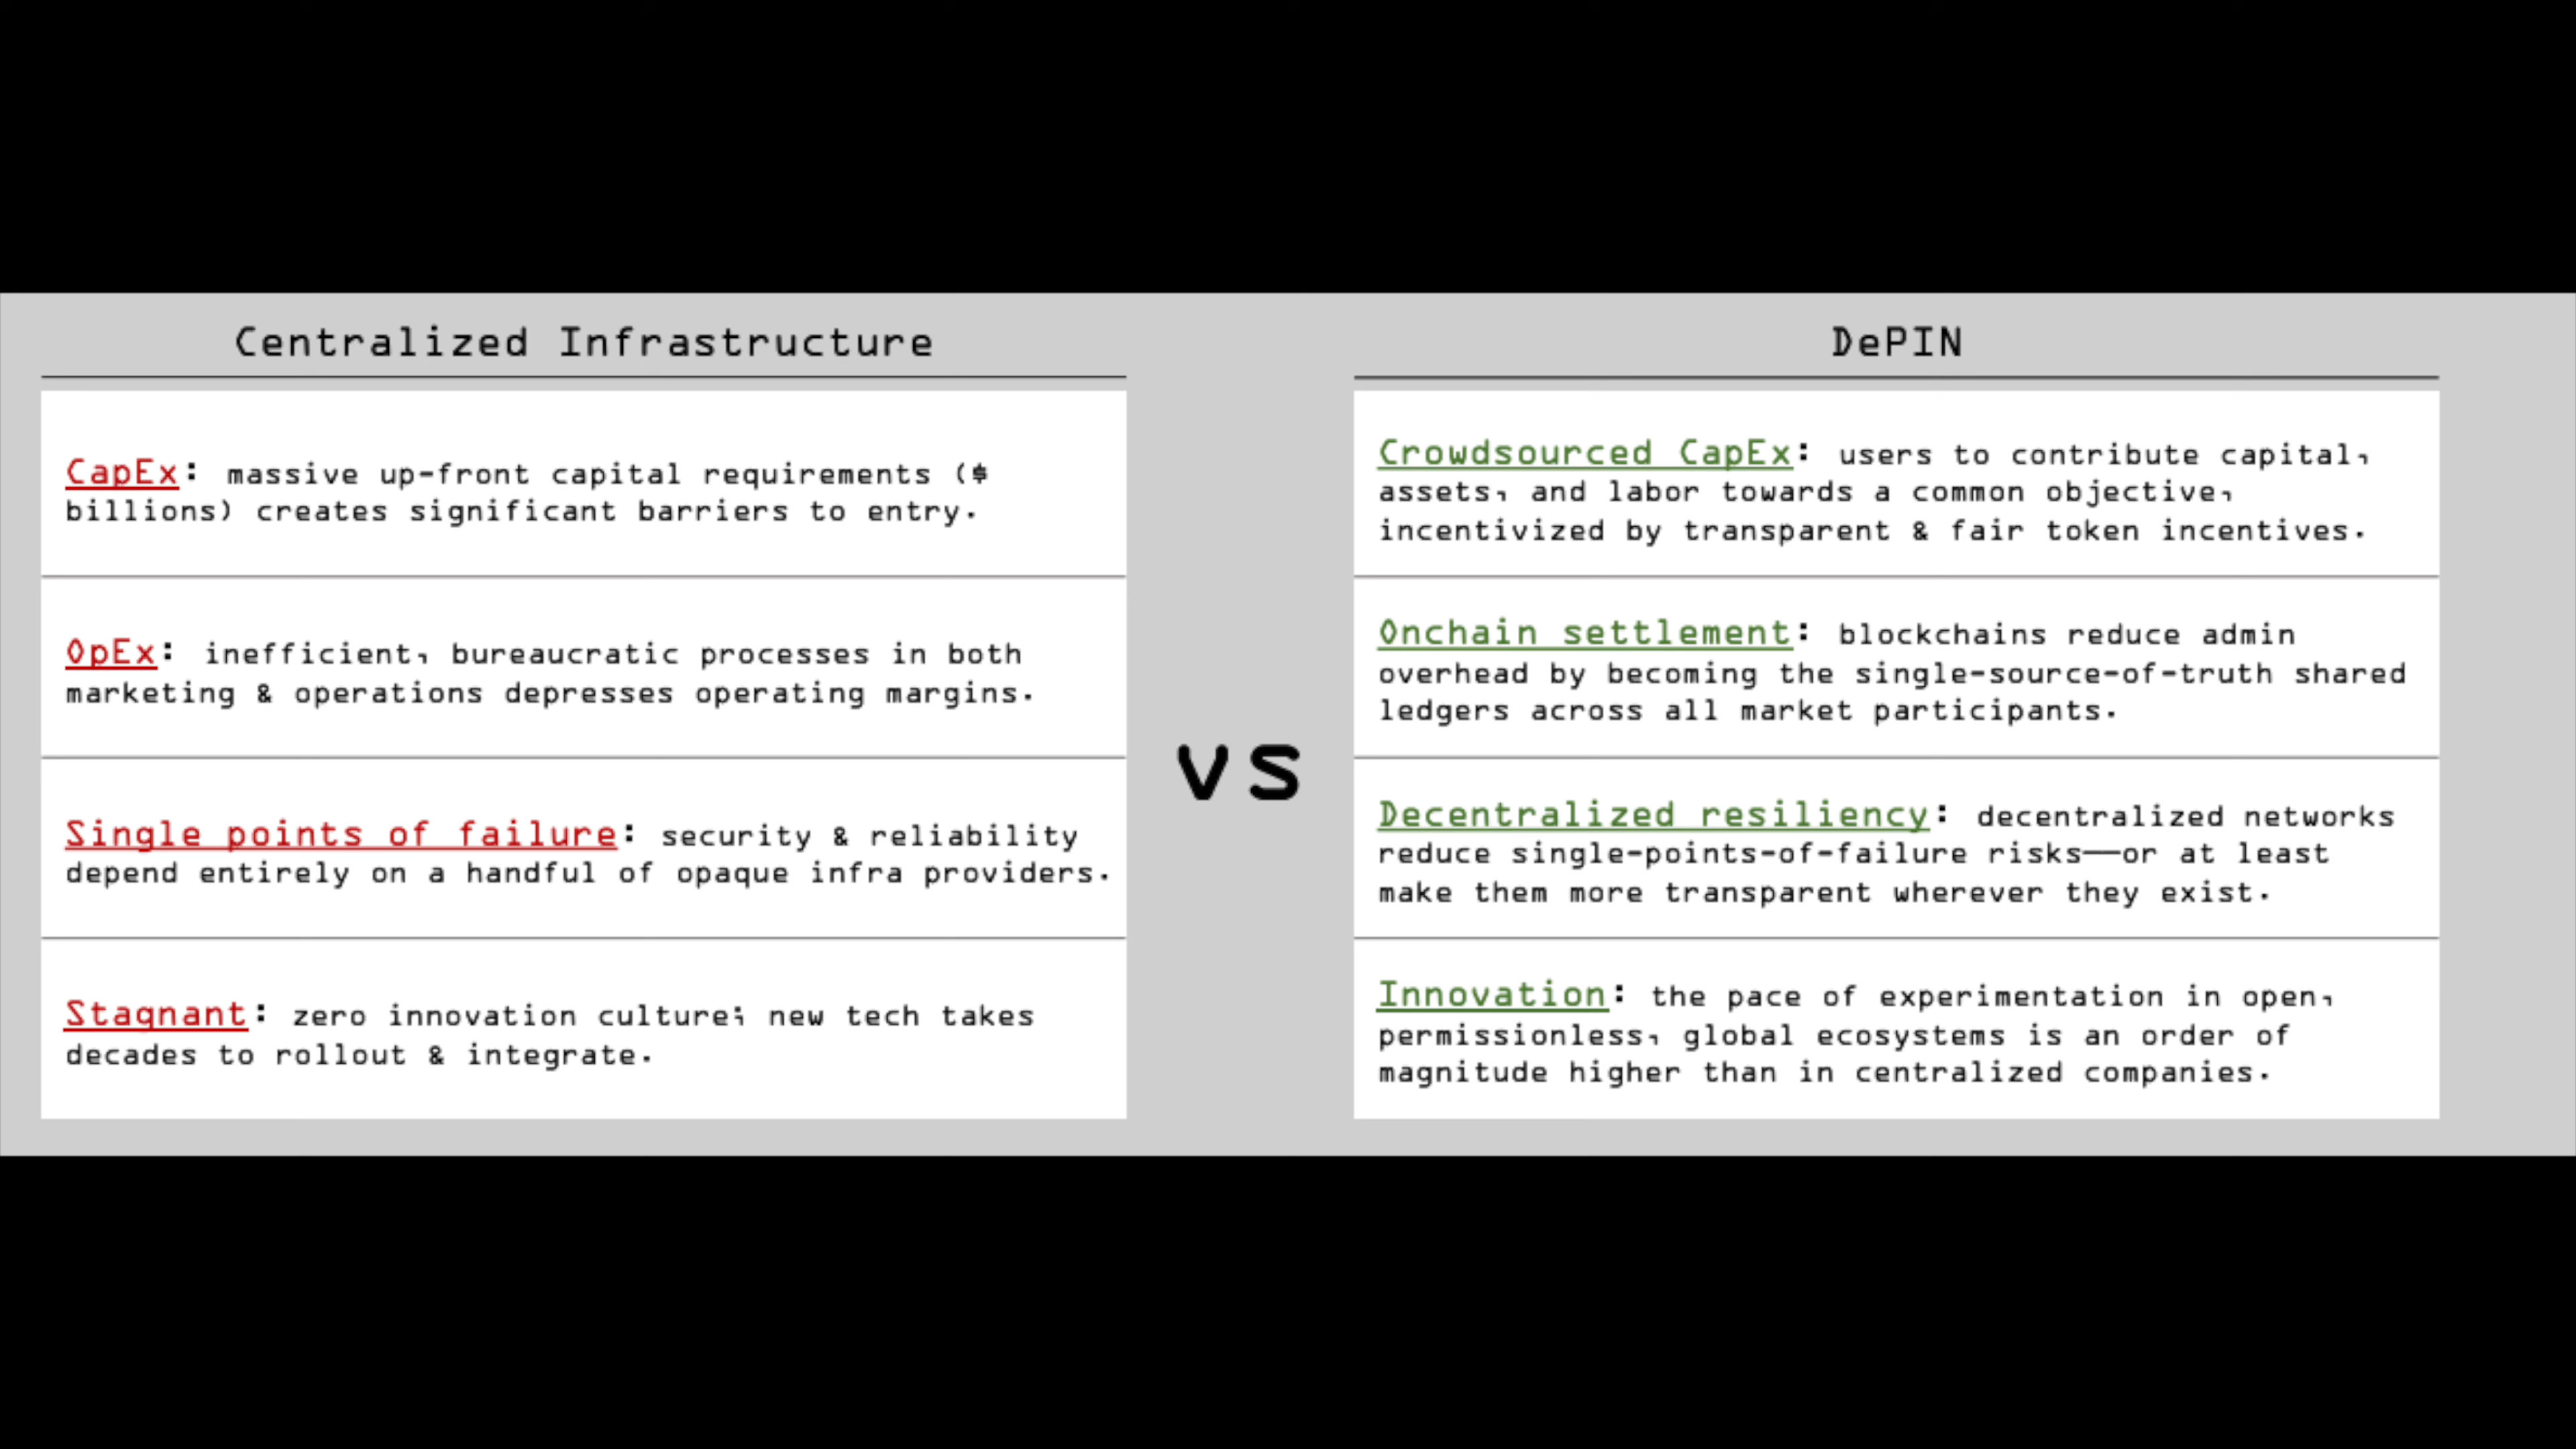 Centralized Infrastructure
CapEx: massive up-front capital requirements ($
billions) creates significant barriers to entry.
OpEx: inefficient, bureaucratic processes in both
marketing & operations depresses operating margins.
Single points of failure: security & reliability
depend entirely on a handful of opaque infra providers.
Stagnant: zero innovation culture; new tech takes
decades to rollout & integrate.
vs
DePIN
Crowdsourced CapEx: users to contribute capital,
assets, and labor towards a common objective,
incentivized by transparent & fair token incentives.
Onchain settlement: blockchains reduce admin
overhead by becoming the single-source-of-truth shared
ledgers across all market participants.
Decentralized resiliency: decentralized networks
reduce single-points-of-failure risks—or at least
make them more transparent wherever they exist.
Innovation: the pace of experimentation in open,
permissionless, global ecosystems is an order of
magnitude higher than in centralized companies.